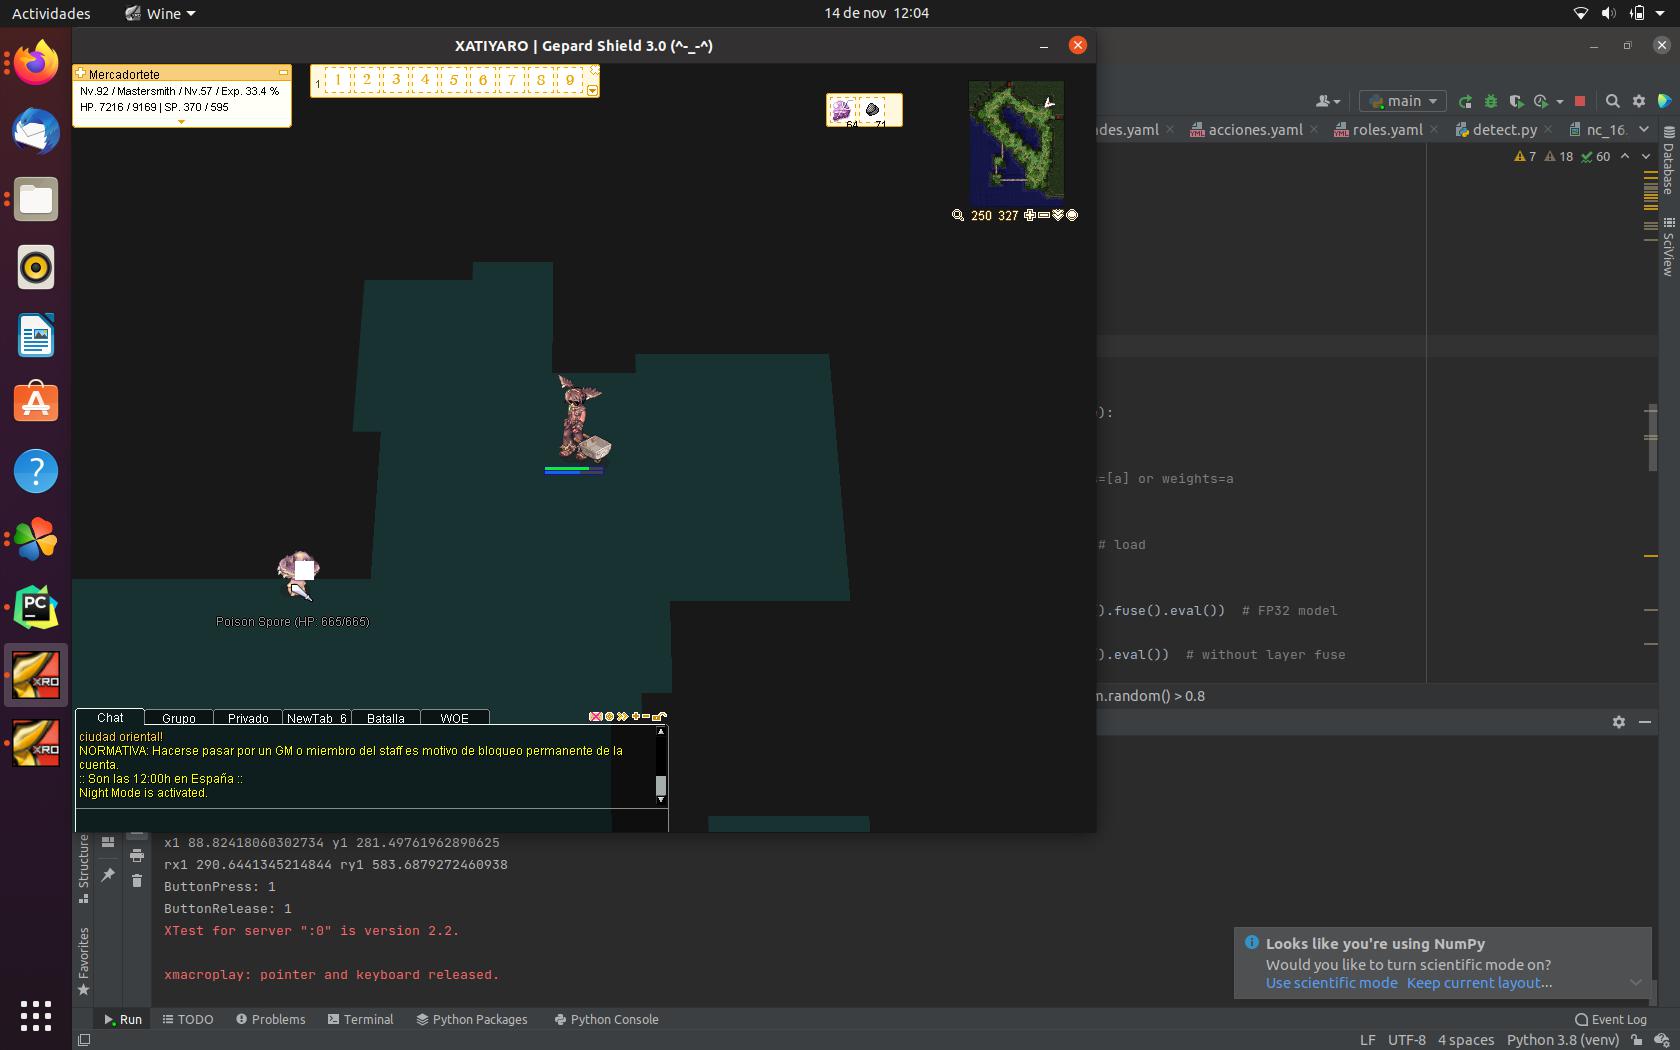 Actividades
Wine
14 de nov 12:04
XATIYARO | Gepard Shield 3.0 (^-_-^)
Mercadortete
Nv.92 / Mastersmith / Nv.57 / Exp. 33.4 %
HP. 7216 / 9169 | SP. 370 / 595
1 1 2 3 4 5 6 7 8 9
64 71
250 327
main
des.yaml
acciones.yaml
roles.yaml
detect.py
nc_16.
7 18 60
Database
SciView
):
=[a] or weights=a
# load
).fuse().eval()) # FP32 model
).eval()) # without layer fuse
m.random() > 0.8
Poison Spore (HP: 665/665)
PC
XRO
XRO
Chat
Grupo
Privado
NewTab_6
Batalla
WOE
ciudad oriental!
NORMATIVA: Hacerse pasar por un GM o miembro del staff es motivo de bloqueo permanente de la
cuenta.
:: Son las 12:00h en España ::
Night Mode is activated.
Structure
Favorites
x1 88.82418060302734 y1 281.49761962890625
rx1 290.6441345214844 ry1 583.6879272460938
ButtonPress: 1
ButtonRelease: 1
XTest for server ":0" is version 2.2.
xmacroplay: pointer and keyboard released.
Looks like you're using NumPy
Would you like to turn scientific mode on?
Use scientific mode Keep current layout...
Run
TODO
Problems
Terminal
Python Packages
Python Console
Event Log
LF UTF-8 4 spaces Python 3.8 (venv)